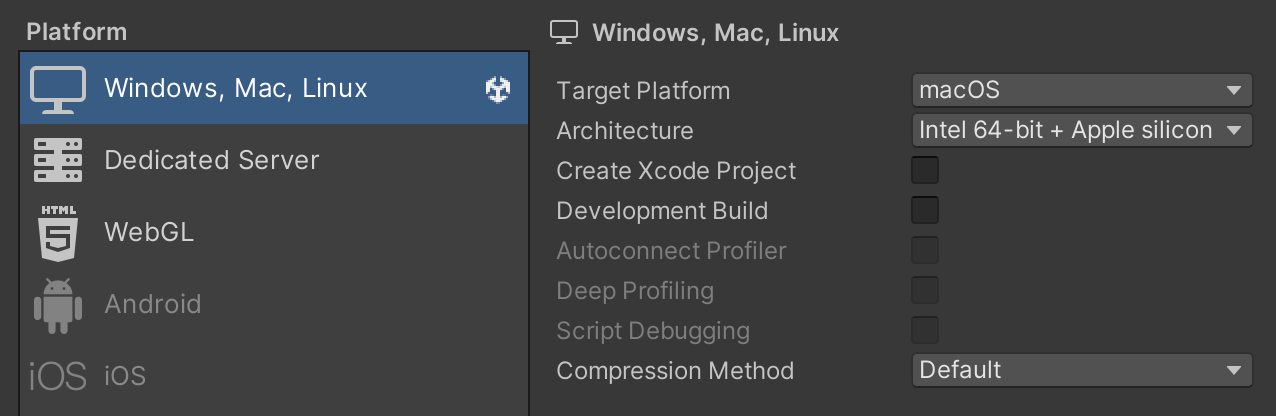 Platform
Windows, Mac, Linux
Dedicated Server
HTML
5
WebGL
Android
iOS iOS
Windows, Mac, Linux
Target Platform macOS
Architecture Intel 64-bit + Apple silicon
Create Xcode Project
Development Build
Autoconnect Profiler
Deep Profiling
Script Debugging
Compression Method Default